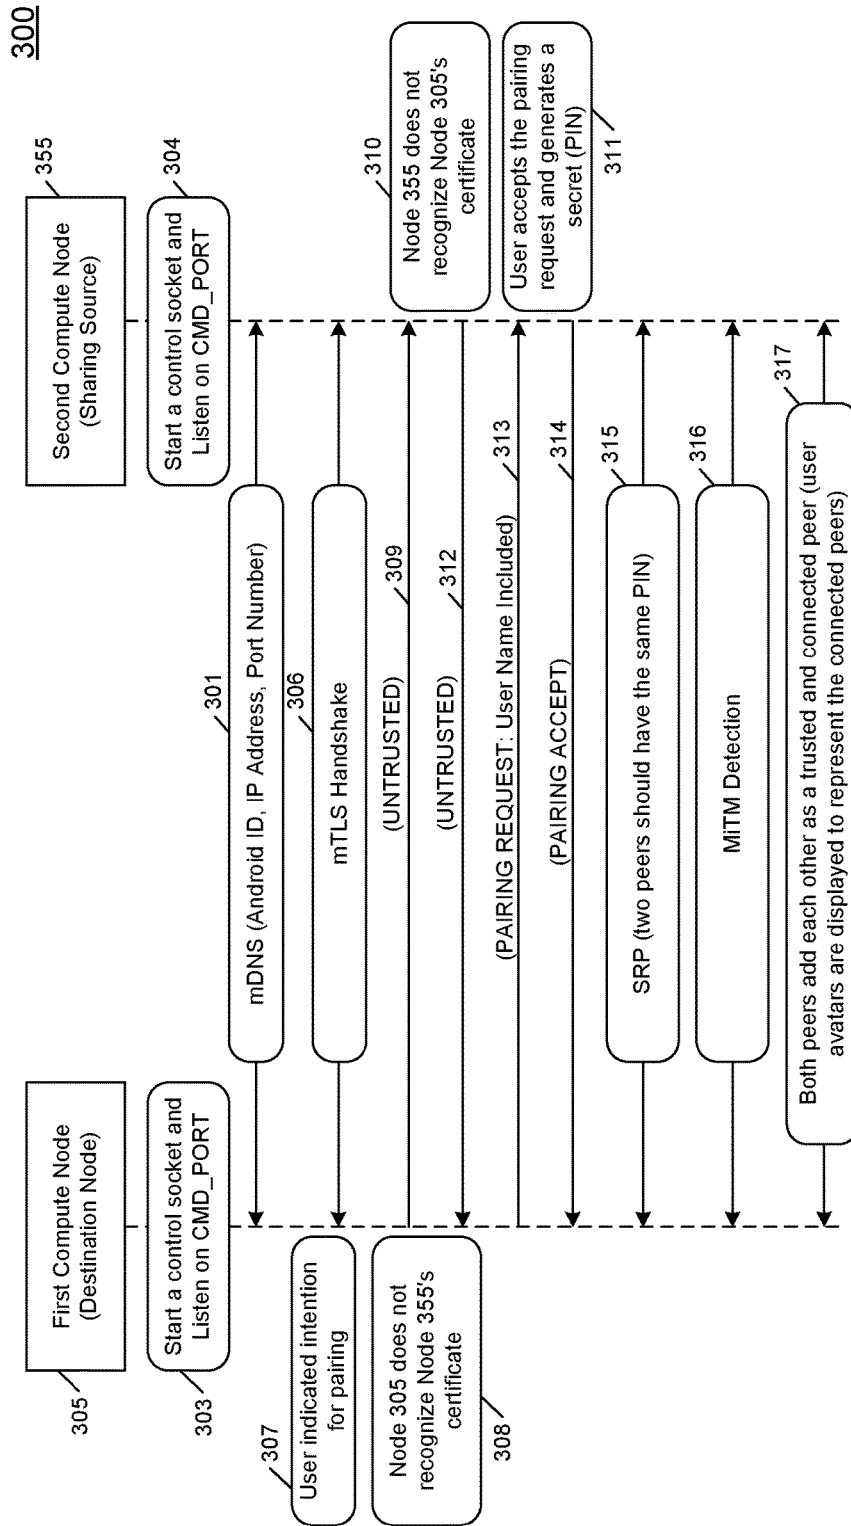 300
First Compute Node
(Destination Node)
305
Second Compute Node
(Sharing Source)
355
Start a control socket and
Listen on CMD_PORT
303
Start a control socket and
Listen on CMD_PORT
304
301
mDNS (Android ID, IP Address, Port Number)
306
mTLS Handshake
307
User indicated intention
for pairing
Node 305 does not
recognize Node 355's
certificate
308
(UNTRUSTED)
309
310
Node 355 does not
recognize Node 305's
certificate
(UNTRUSTED)
312
(PAIRING REQUEST: User Name Included)
313
User accepts the pairing
request and generates a
secret (PIN)
311
(PAIRING ACCEPT)
314
SRP (two peers should have the same PIN)
315
MiTM Detection
316
317
Both peers add each other as a trusted and connected peer (user
avatars are displayed to represent the connected peers)